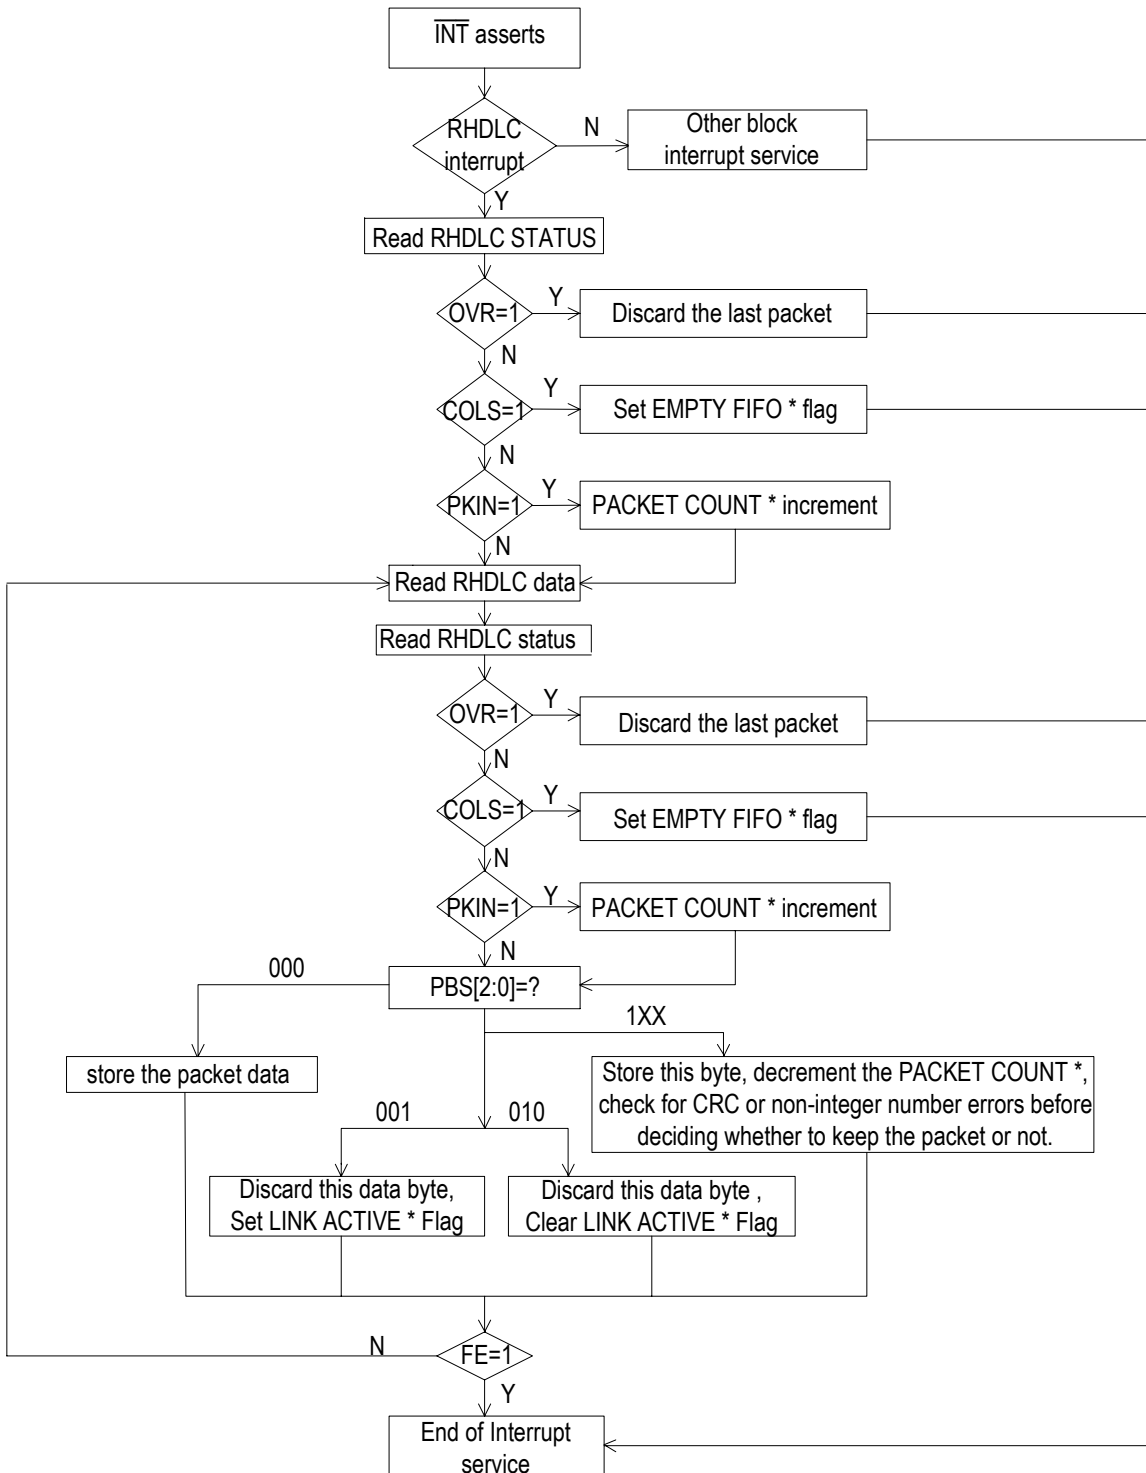 INT asserts
RHDLC
interrupt
N
Other block
interrupt service
Y
Read RHDLC STATUS
OVR=1
Y
Discard the last packet
N
COLS=1
Y
Set EMPTY FIFO * flag
N
PKIN=1
Y
PACKET COUNT * increment
N
Read RHDLC data
Read RHDLC status
OVR=1
Y
Discard the last packet
N
COLS=1
Y
Set EMPTY FIFO * flag
N
PKIN=1
Y
PACKET COUNT * increment
N
000
PBS[2:0]=?
1XX
store the packet data
Store this byte, decrement the PACKET COUNT *,
check for CRC or non-integer number errors before
deciding whether to keep the packet or not.
001
010
Discard this data byte,
Set LINK ACTIVE * Flag
Discard this data byte ,
Clear LINK ACTIVE * Flag
N
FE=1
Y
End of Interrupt
service